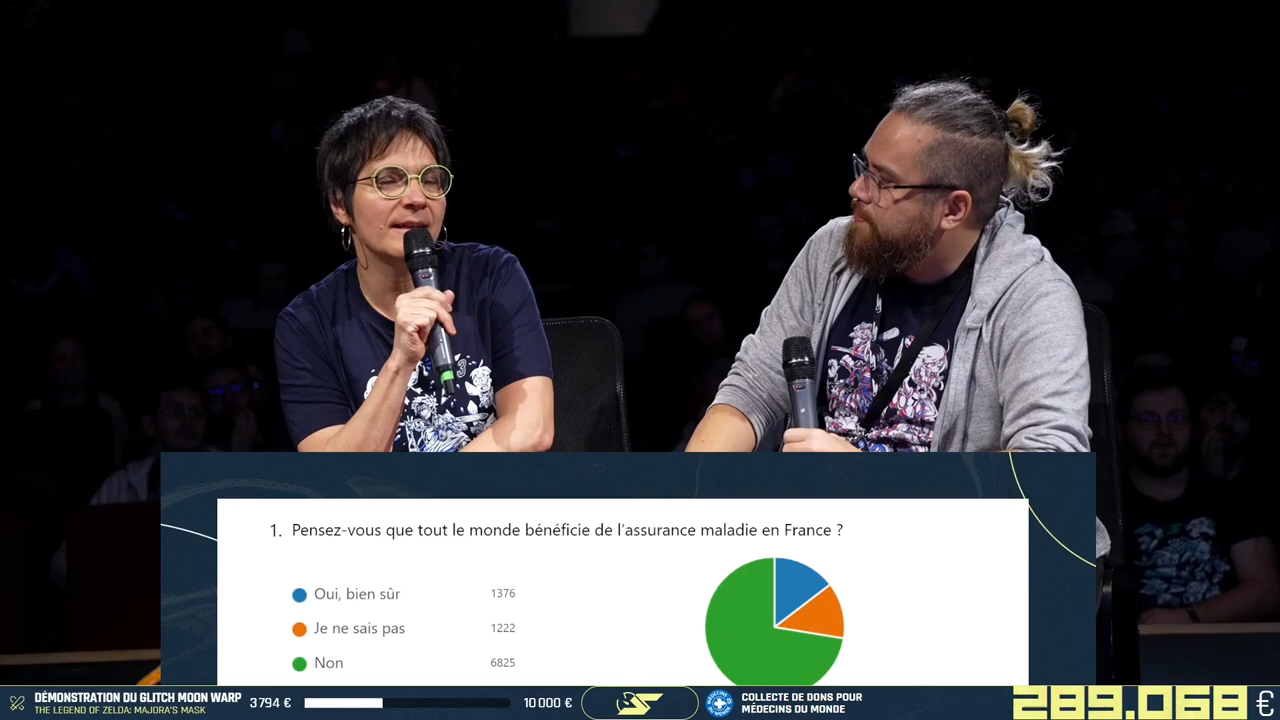 1. Pensez-vous que tout le monde bénéficie de l'assurance maladie en France ?
Oui, bien sûr 1376
Je ne sais pas 1222
Non 6825
DÉMONSTRATION DU GLITCH MOON WARP
THE LEGEND OF ZELDA: MAJORA'S MASK
3 794 € 10 000 €
COLLECTE DE DONS POUR
MÉDECINS DU MONDE
289.068 €